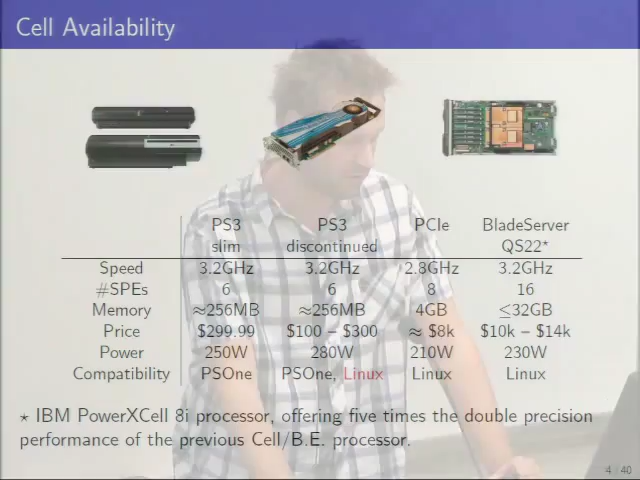 Cell Availability
PS3 PS3 PCIe BladeServer
slim discontinued QS22*
Speed 3.2GHz 3.2GHz 2.8GHz 3.2GHz
#SPEs 6 6 8 16
Memory ≈256MB ≈256MB 4GB ≤32GB
Price $299.99 $100 – $300 ≈ $8k $10k – $14k
Power 250W 280W 210W 230W
Compatibility PSOne PSOne, Linux Linux Linux
⋆ IBM PowerXCell 8i processor, offering five times the double precision
performance of the previous Cell/B.E. processor.
4 / 40